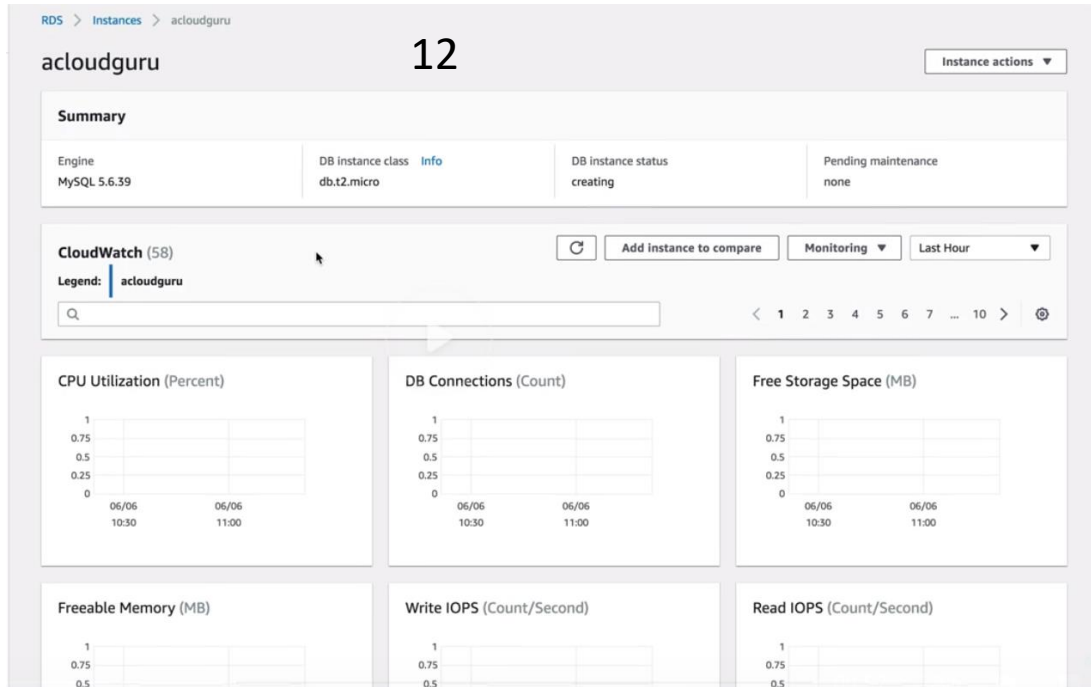 RDS > Instances > acloudguru
acloudguru
12
Instance actions
Summary
Engine
MySQL 5.6.39
DB instance class Info
db.t2.micro
DB instance status
creating
Pending maintenance
none
CloudWatch (58)
Add instance to compare
Monitoring
Last Hour
Legend: acloudguru
< 1 2 3 4 5 6 7 ... 10 >
CPU Utilization (Percent)
1
0.75
0.5
0.25
0
06/06 06/06
10:30 11:00
DB Connections (Count)
1
0.75
0.5
0.25
0
06/06 06/06
10:30 11:00
Free Storage Space (MB)
1
0.75
0.5
0.25
0
06/06 06/06
10:30 11:00
Freeable Memory (MB)
1
0.75
0.5
Write IOPS (Count/Second)
1
0.75
0.5
Read IOPS (Count/Second)
1
0.75
0.5